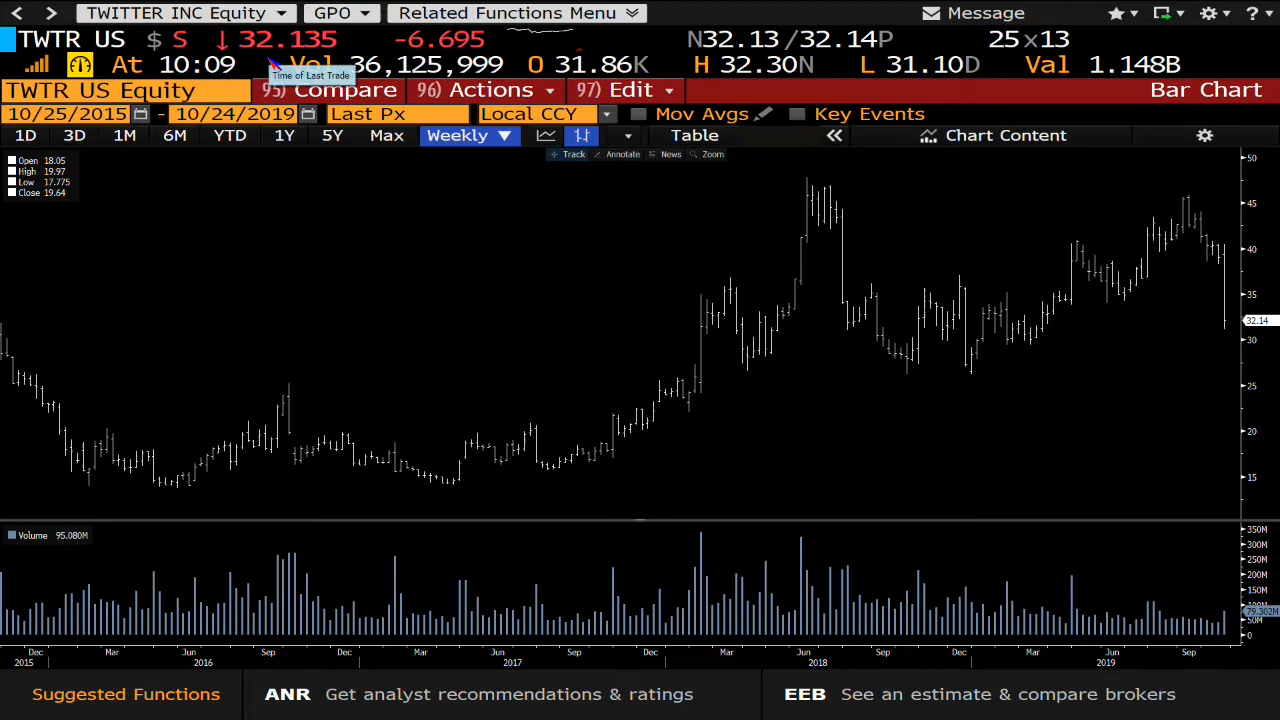 < > TWITTER INC Equity GPO Related Functions Menu Message ?
TWTR US $ S ↓ 32.135 -6.695 N32.13 /32.14P 25x13
At 10:09 Vol 36,125,999 O 31.86K H 32.30N L 31.10D Val 1.148B
Time of Last Trade
TWTR US Equity 95) Compare 96) Actions 97) Edit Bar Chart
10/25/2015 - 10/24/2019 Last Px Local CCY Mov Avgs Key Events
1D 3D 1M 6M YTD 1Y 5Y Max Weekly ▼ Table « Chart Content
Track Annotate News Zoom
Open 18.05
High 19.97
Low 17.775
Close 19.64
50
45
40
35
32.14
30
25
20
15
Volume 95.080M
350M
300M
250M
200M
150M
100M
79.302M
50M
0
Dec Mar Jun Sep Dec Mar Jun Sep Dec Mar Jun Sep Dec Mar Jun Sep
2015 2016 2017 2018 2019
Suggested Functions ANR Get analyst recommendations & ratings EEB See an estimate & compare brokers